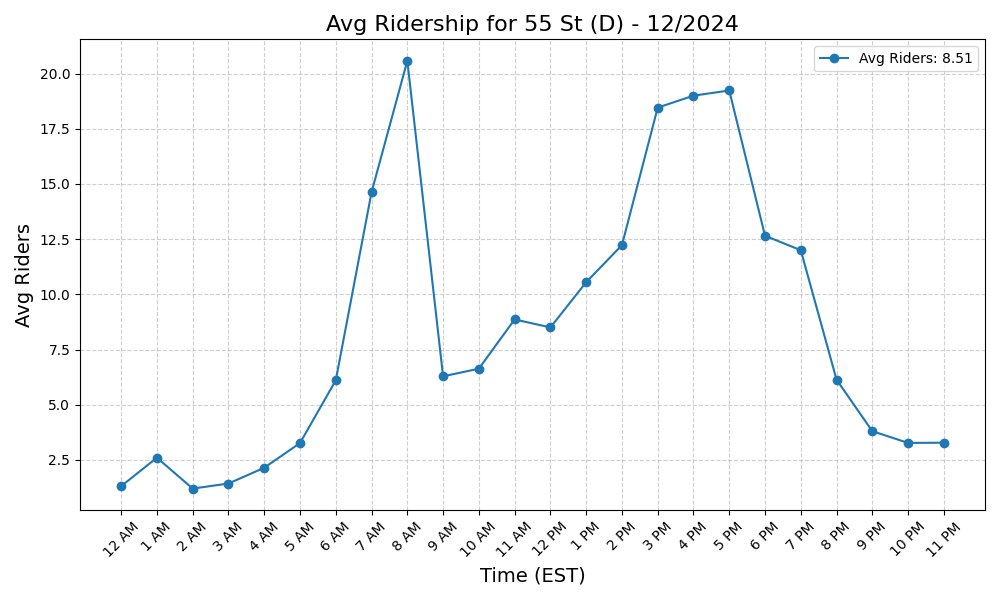 Avg Ridership for 55 St (D) - 12/2024
Avg Riders: 8.51
Avg Riders
20.0
17.5
15.0
12.5
10.0
7.5
5.0
2.5
12 AM
1 AM
2 AM
3 AM
4 AM
5 AM
6 AM
7 AM
8 AM
9 AM
10 AM
11 AM
12 PM
1 PM
2 PM
3 PM
4 PM
5 PM
6 PM
7 PM
8 PM
9 PM
10 PM
11 PM
Time (EST)